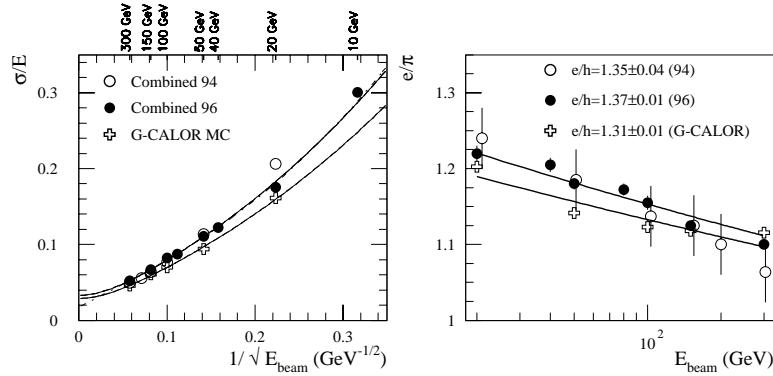 300 GeV
150 GeV
100 GeV
50 GeV
40 GeV
20 GeV
10 GeV
σ/E
Combined 94
Combined 96
G-CALOR MC
0.3
0.2
0.1
0
0 0.1 0.2 0.3
1/√E beam (GeV -1/2)
e/π
e/h=1.35±0.04 (94)
e/h=1.37±0.01 (96)
e/h=1.31±0.01 (G-CALOR)
1.3
1.2
1.1
1
10 2
E beam (GeV)